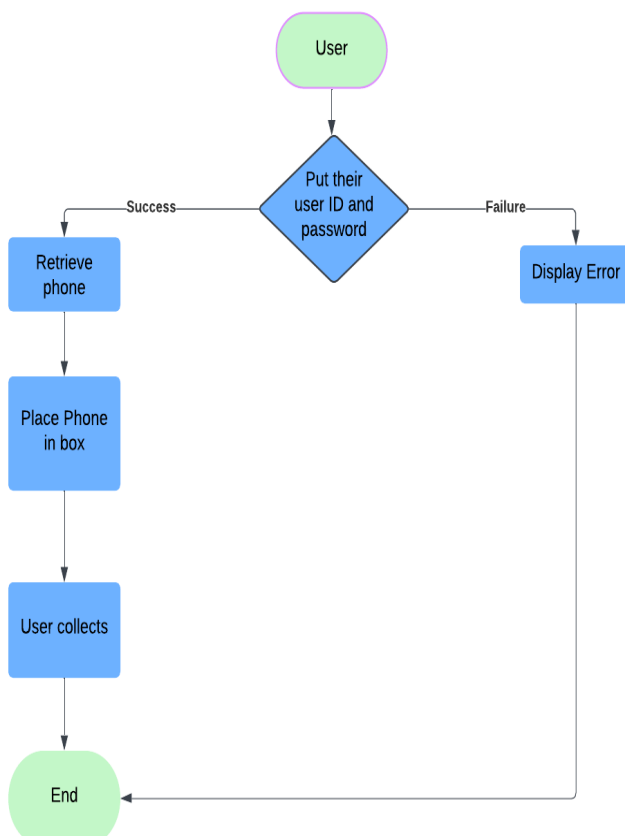 User
Put their
user ID and
password
Success
Failure
Retrieve
phone
Display Error
Place Phone
in box
User collects
End